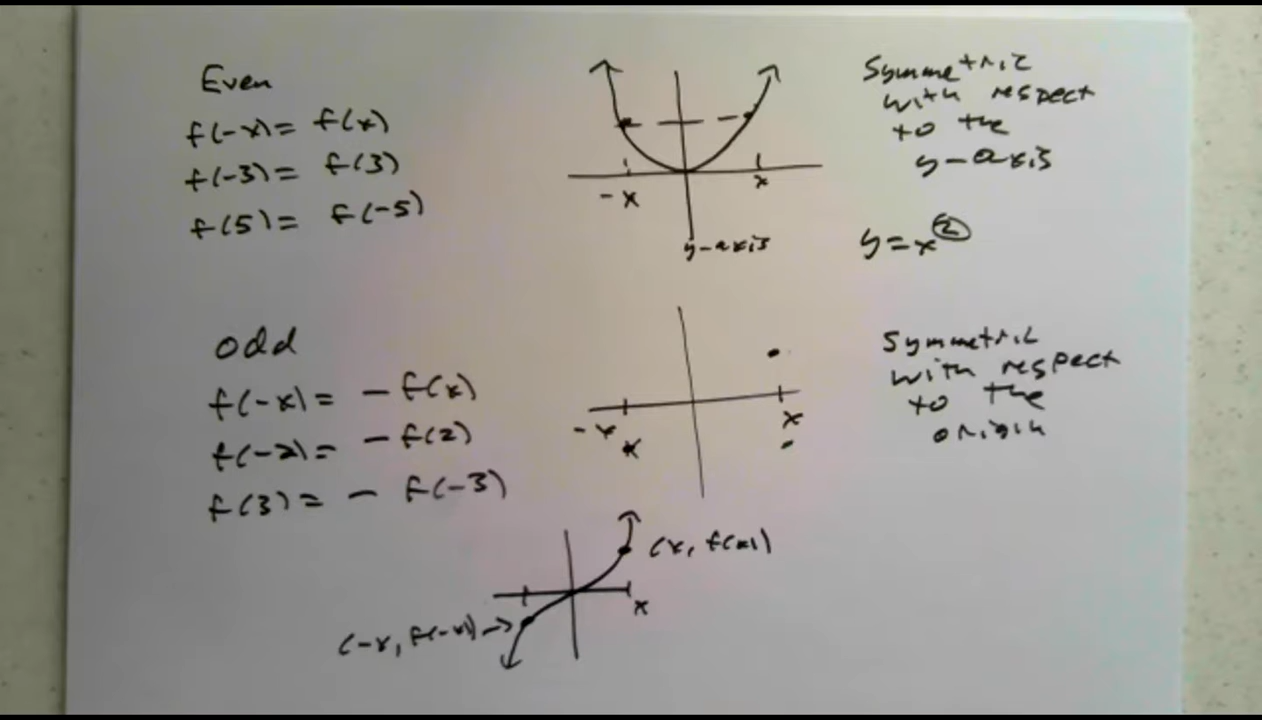 Even
f(-x) = f(x)
f(-3) = f(3)
f(5) = f(-5)
-x
x
y-axis
Symmetric
with respect
to the
y-axis
y = x²
odd
f(-x) = - f(x)
f(-2) = - f(2)
f(3) = - f(-3)
-x
x
Symmetric
with respect
to the
origin
(x, f(x))
x
(-x, f(-x))